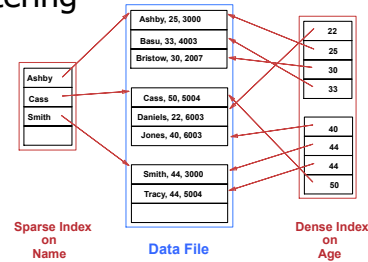 tering
Ashby
Cass
Smith
Sparse Index
on
Name
Ashby, 25, 3000
Basu, 33, 4003
Bristow, 30, 2007
Cass, 50, 5004
Daniels, 22, 6003
Jones, 40, 6003
Smith, 44, 3000
Tracy, 44, 5004
Data File
22
25
30
33
40
44
44
50
Dense Index
on
Age